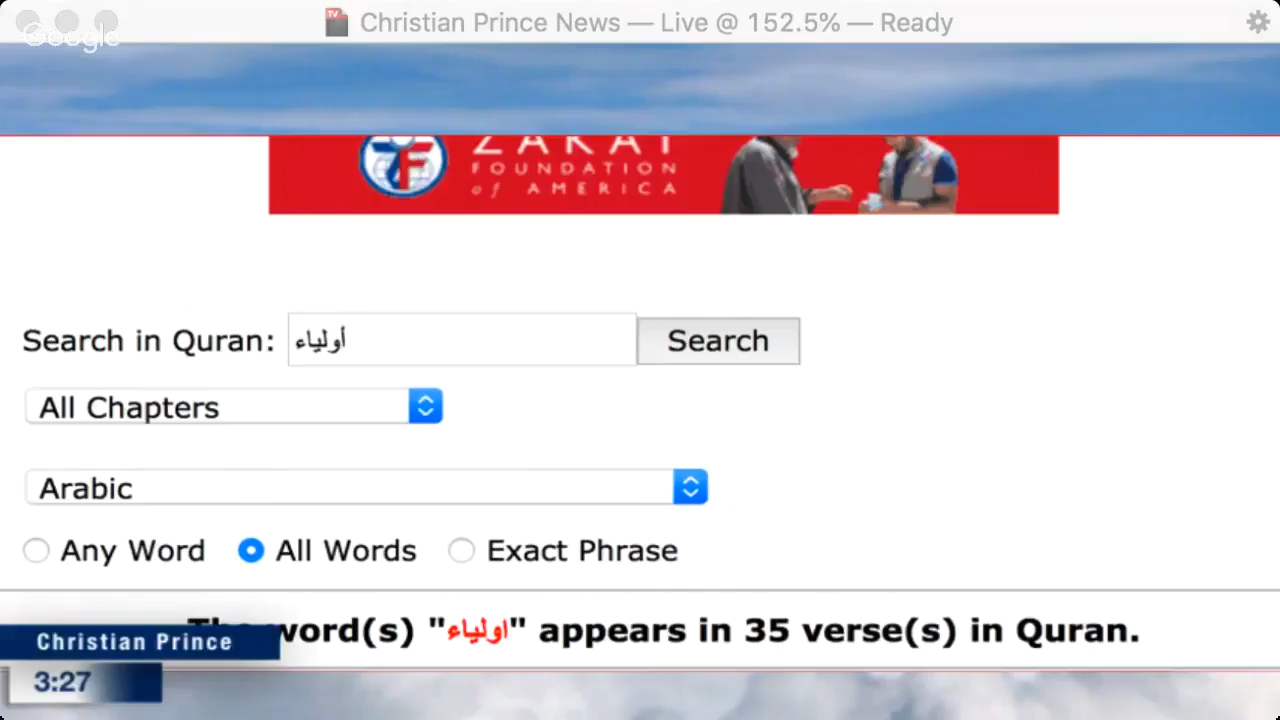 Christian Prince News — Live @ 152.5% — Ready
Google
ZAKAT
FOUNDATION
of AMERICA
Search in Quran: أولياء Search
All Chapters
Arabic
Any Word All Words Exact Phrase
The word(s) "اولياء" appears in 35 verse(s) in Quran.
Christian Prince
3:27